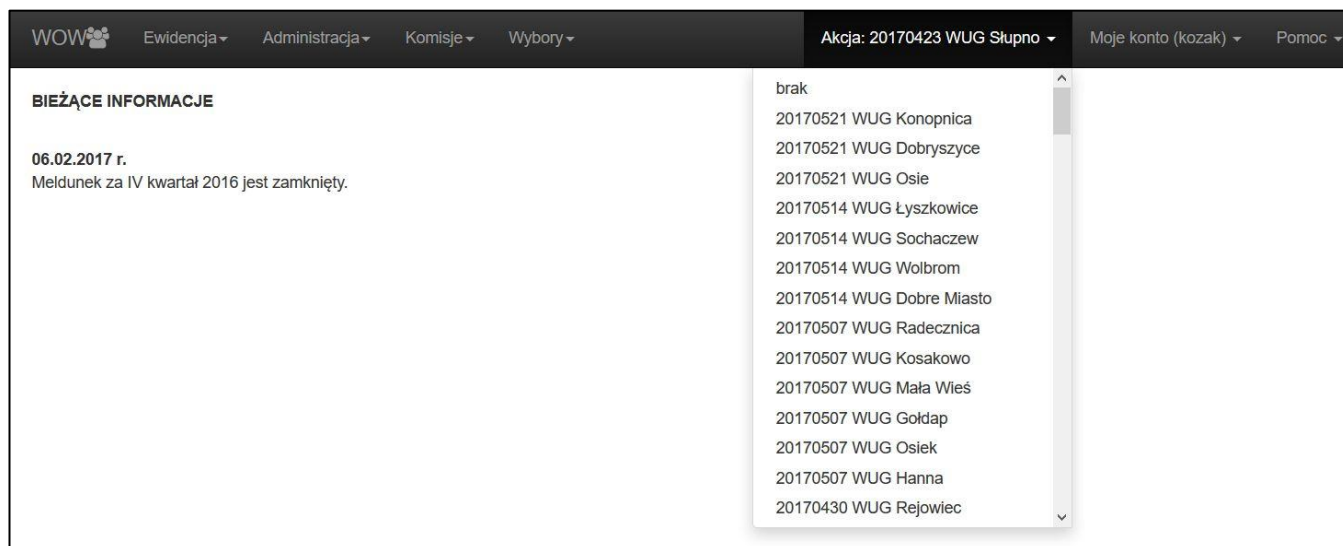 WOW Ewidencja Administracja Komisje Wybory Akcja: 20170423 WUG Słupno Moje konto (kozak) Pomoc
BIEŻĄCE INFORMACJE
06.02.2017 r.
Meldunek za IV kwartał 2016 jest zamknięty.
brak
20170521 WUG Konopnica
20170521 WUG Dobryszyce
20170521 WUG Osie
20170514 WUG Łyszkowice
20170514 WUG Sochaczew
20170514 WUG Wolbrom
20170514 WUG Dobre Miasto
20170507 WUG Radecznica
20170507 WUG Kosakowo
20170507 WUG Mała Wieś
20170507 WUG Gołdap
20170507 WUG Osiek
20170507 WUG Hanna
20170430 WUG Rejowiec